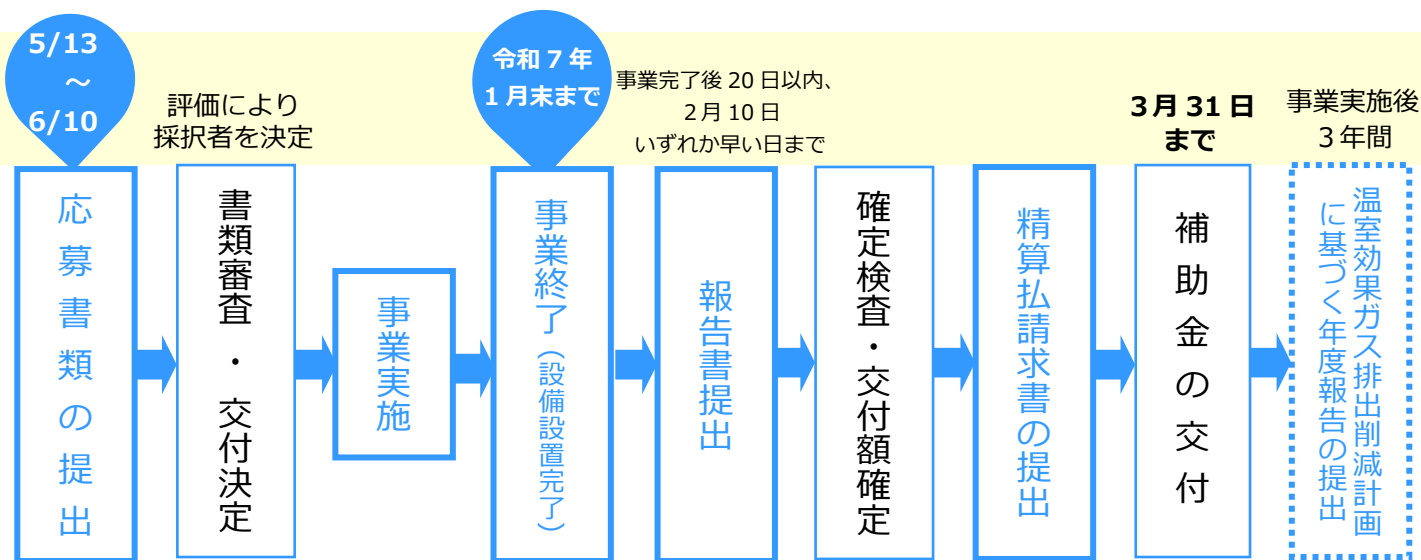 5/13
～
6/10
評価により
採択者を決定
令和７年
１月末まで
事業完了後 20 日以内、
２月 10 日
いずれか早い日まで
３月 31 日
まで
事業実施後
３年間
応募書類の提出
書類審査・交付決定
事業実施
事業終了（設備設置完了）
報告書提出
確定検査・交付額確定
精算払請求書の提出
補助金の交付
温室効果ガス排出削減計画
に基づく年度報告の提出